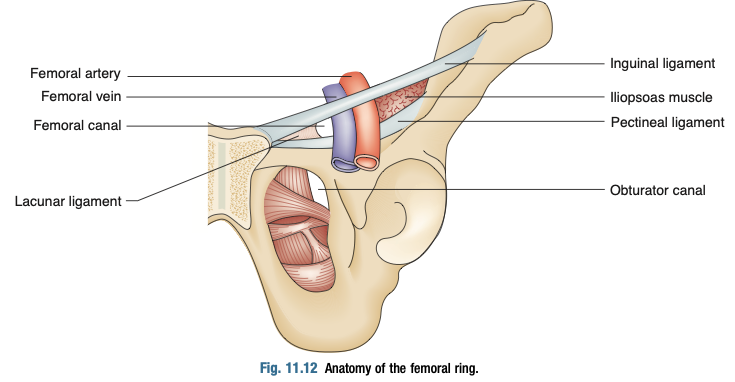 Femoral artery
Femoral vein
Femoral canal
Lacunar ligament
Inguinal ligament
Iliopsoas muscle
Pectineal ligament
Obturator canal
Fig. 11.12 Anatomy of the femoral ring.